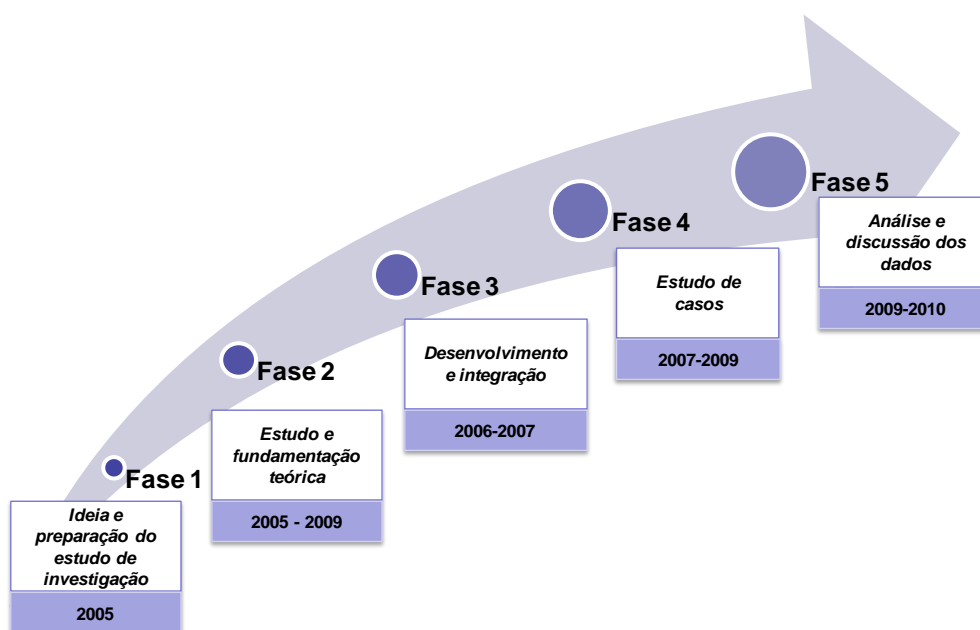 Fase 1
Ideia e
preparação do
estudo de
investigação
2005
Fase 2
Estudo e
fundamentação
teórica
2005 - 2009
Fase 3
Desenvolvimento
e integração
2006-2007
Fase 4
Estudo de
casos
2007-2009
Fase 5
Análise e
discussão dos
dados
2009-2010